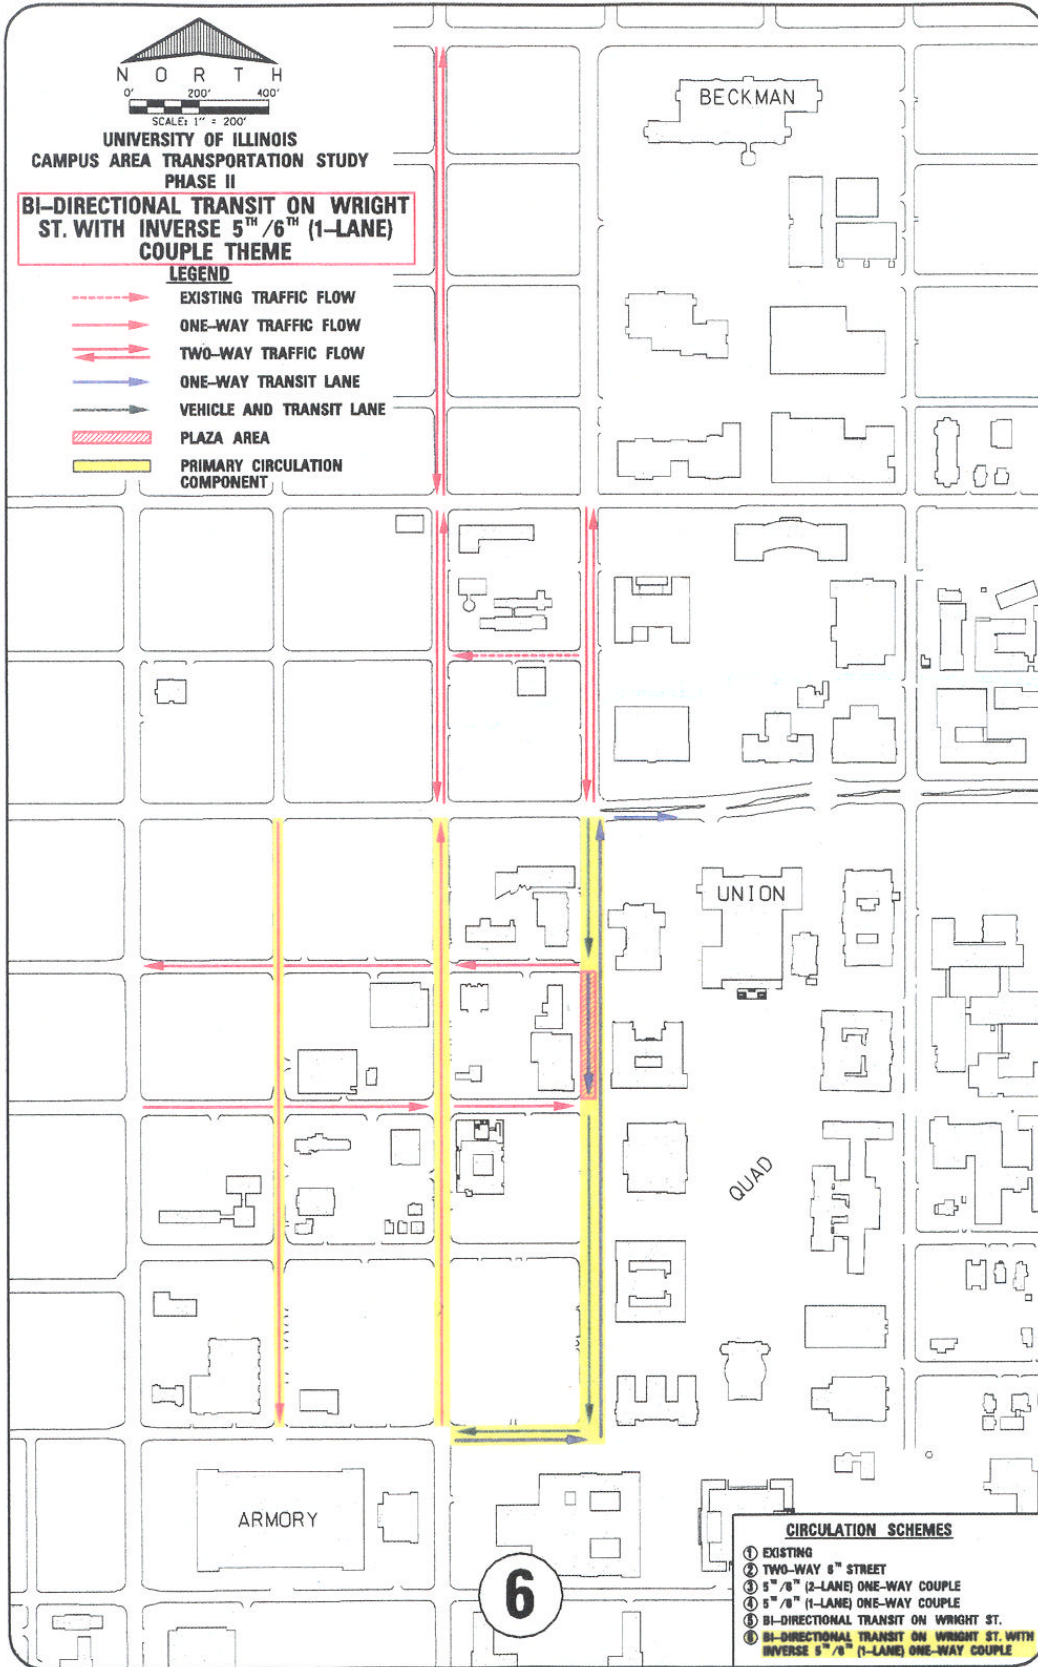 N O R T H
0' 200' 400'
SCALE: 1" = 200'
UNIVERSITY OF ILLINOIS
CAMPUS AREA TRANSPORTATION STUDY
PHASE II
BI-DIRECTIONAL TRANSIT ON WRIGHT
ST. WITH INVERSE 5TH/6TH (1-LANE)
COUPLE THEME
LEGEND
EXISTING TRAFFIC FLOW
ONE-WAY TRAFFIC FLOW
TWO-WAY TRAFFIC FLOW
ONE-WAY TRANSIT LANE
VEHICLE AND TRANSIT LANE
PLAZA AREA
PRIMARY CIRCULATION
COMPONENT
BECKMAN
UNION
QUAD
ARMORY
6
CIRCULATION SCHEMES
1 EXISTING
2 TWO-WAY 6TH STREET
3 5TH/6TH (2-LANE) ONE-WAY COUPLE
4 5TH/6TH (1-LANE) ONE-WAY COUPLE
5 BI-DIRECTIONAL TRANSIT ON WRIGHT ST.
6 BI-DIRECTIONAL TRANSIT ON WRIGHT ST. WITH
INVERSE 5TH/6TH (1-LANE) ONE-WAY COUPLE